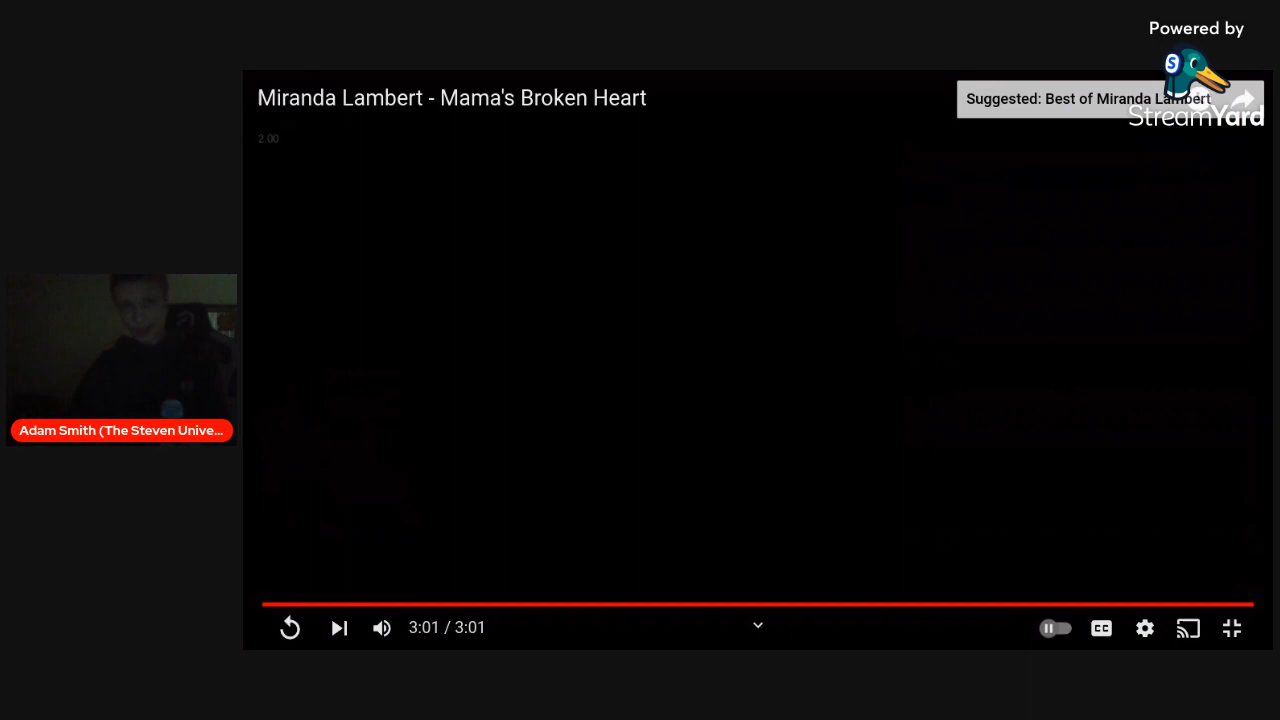 Powered by
StreamYard
Miranda Lambert - Mama's Broken Heart
Suggested: Best of Miranda Lambert
2.00
Adam Smith (The Steven Unive...
3:01 / 3:01
CC